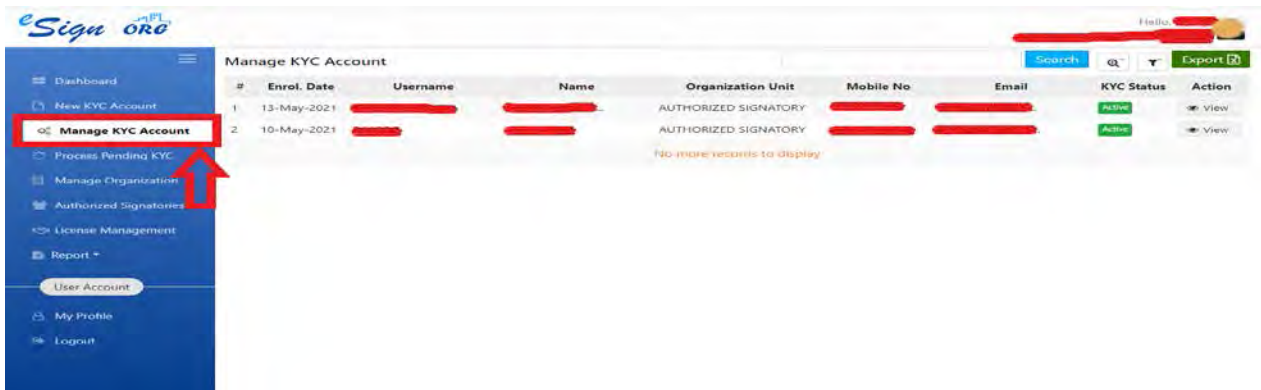 eSign ORG
Hello,
Manage KYC Account
Search
Export
Dashboard
New KYC Account
Manage KYC Account
Process Pending KYC
Manage Organization
Authorized Signatories
License Management
Report
User Account
My Profile
Logout
# Enrol. Date Username Name Organization Unit Mobile No Email KYC Status Action
1 13-May-2021 AUTHORIZED SIGNATORY Active View
2 10-May-2021 AUTHORIZED SIGNATORY Active View
No more records to display